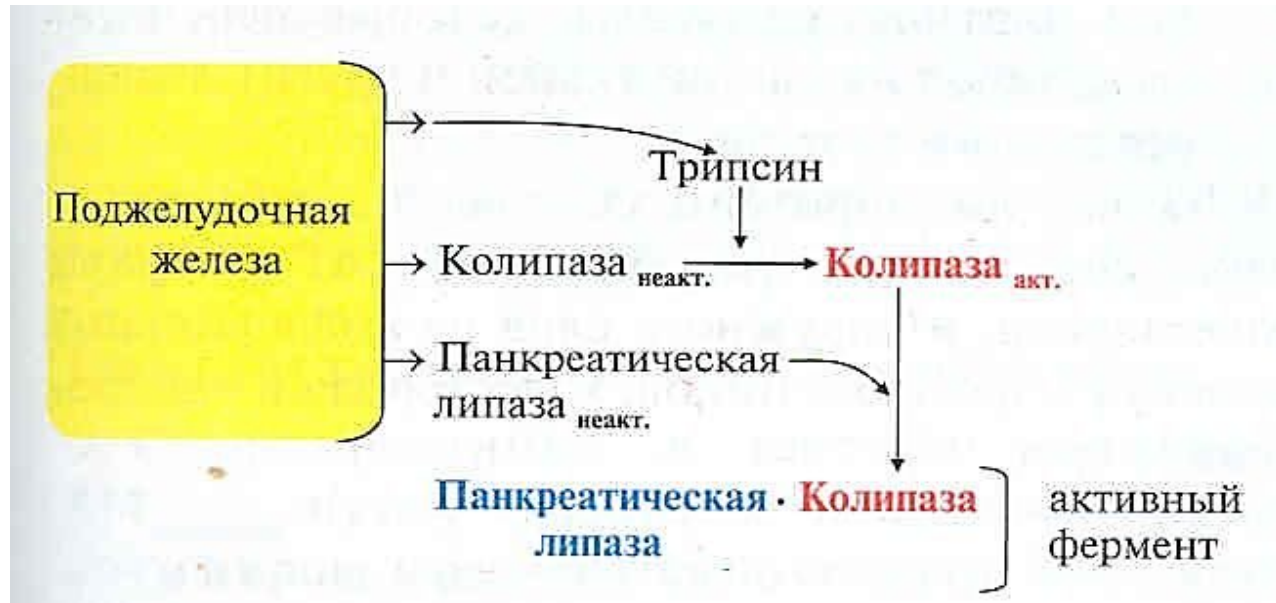 Поджелудочная
железа
Трипсин
Колипаза неакт.
Колипаза акт.
Панкреатическая
липаза неакт.
Панкреатическая · Колипаза
липаза
активный
фермент